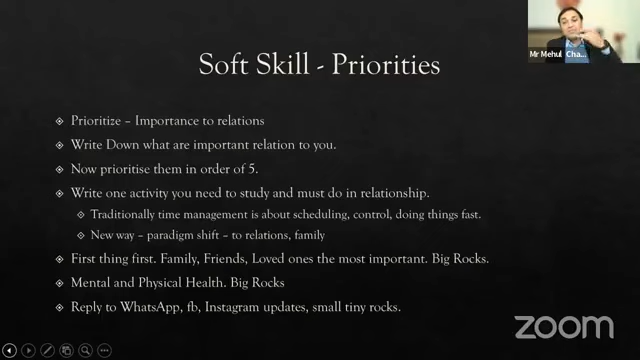 Mr Mehul Cha...
Soft Skill - Priorities
Prioritize – Importance to relations
Write Down what are important relation to you.
Now prioritise them in order of 5.
Write one activity you need to study and must do in relationship.
Traditionally time management is about scheduling, control, doing things fast.
New way – paradigm shift – to relations, family
First thing first. Family, Friends, Loved ones the most important. Big Rocks.
Mental and Physical Health. Big Rocks
Reply to WhatsApp, fb, Instagram updates, small tiny rocks.
zoom